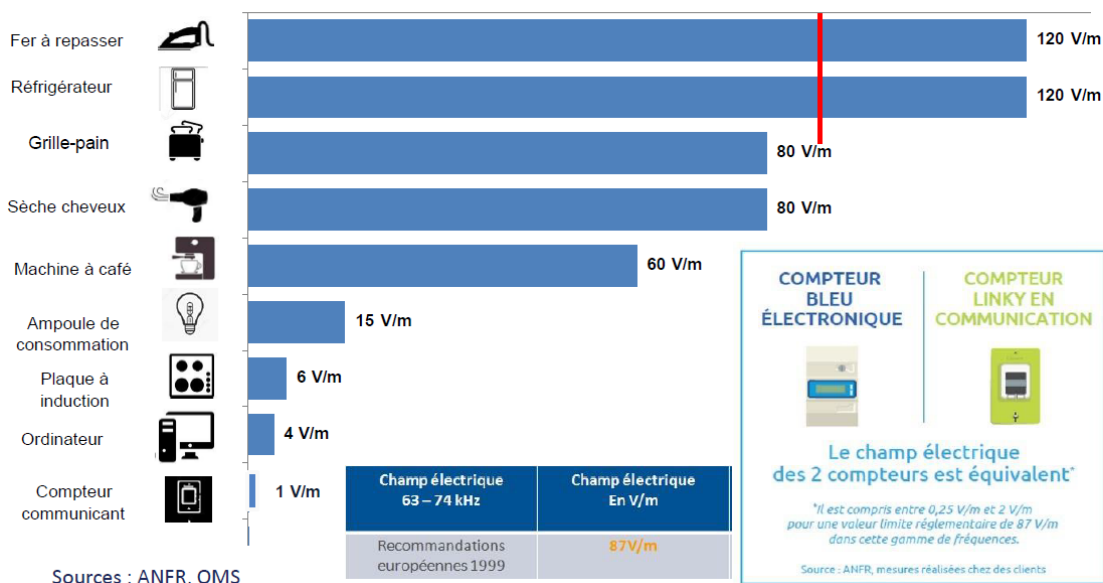 Fer à repasser
120 V/m
Réfrigérateur
120 V/m
Grille-pain
80 V/m
Sèche cheveux
80 V/m
Machine à café
60 V/m
Ampoule de
consommation
15 V/m
Plaque à
induction
6 V/m
Ordinateur
4 V/m
Compteur
communicant
1 V/m
Champ électrique
63 – 74 kHz
Champ électrique
En V/m
Recommandations
européennes 1999
87V/m
COMPTEUR
BLEU
ÉLECTRONIQUE
COMPTEUR
LINKY EN
COMMUNICATION
Le champ électrique
des 2 compteurs est équivalent*
*Il est compris entre 0,25 V/m et 2 V/m
pour une valeur limite réglementaire de 87 V/m
dans cette gamme de fréquences.
Source : ANFR, mesures réalisées chez des clients
Sources : ANFR, OMS